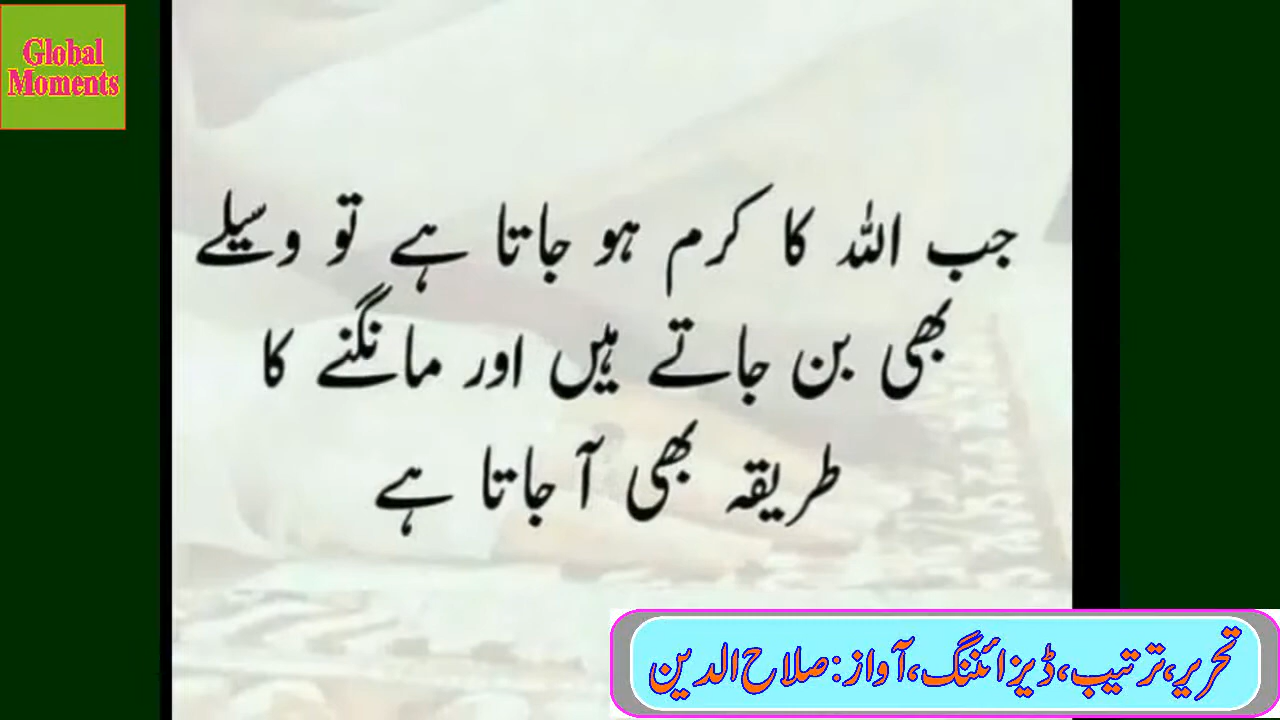 Global
Moments
جب اللہ کا کرم ہو جاتا ہے تو وسیلے
بھی بن جاتے ہیں اور مانگنے کا
طریقہ بھی آ جاتا ہے
تحریر،ترتیب،ڈیزائننگ،آواز:صلاح الدین